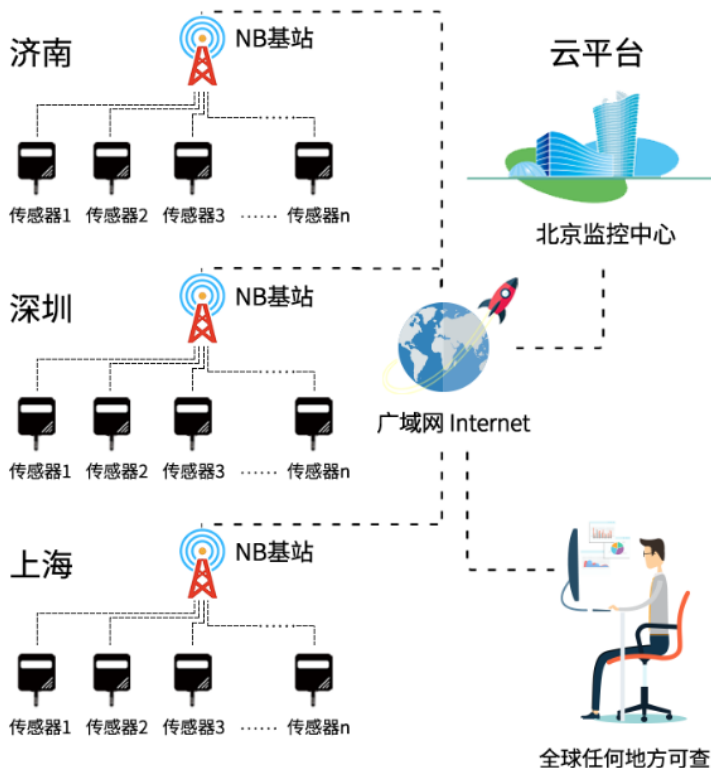 济南
NB基站
云平台
传感器1 传感器2 传感器3 ······ 传感器n
北京监控中心
深圳
NB基站
传感器1 传感器2 传感器3 ······ 传感器n
广域网 Internet
上海
NB基站
传感器1 传感器2 传感器3 ······ 传感器n
全球任何地方可查